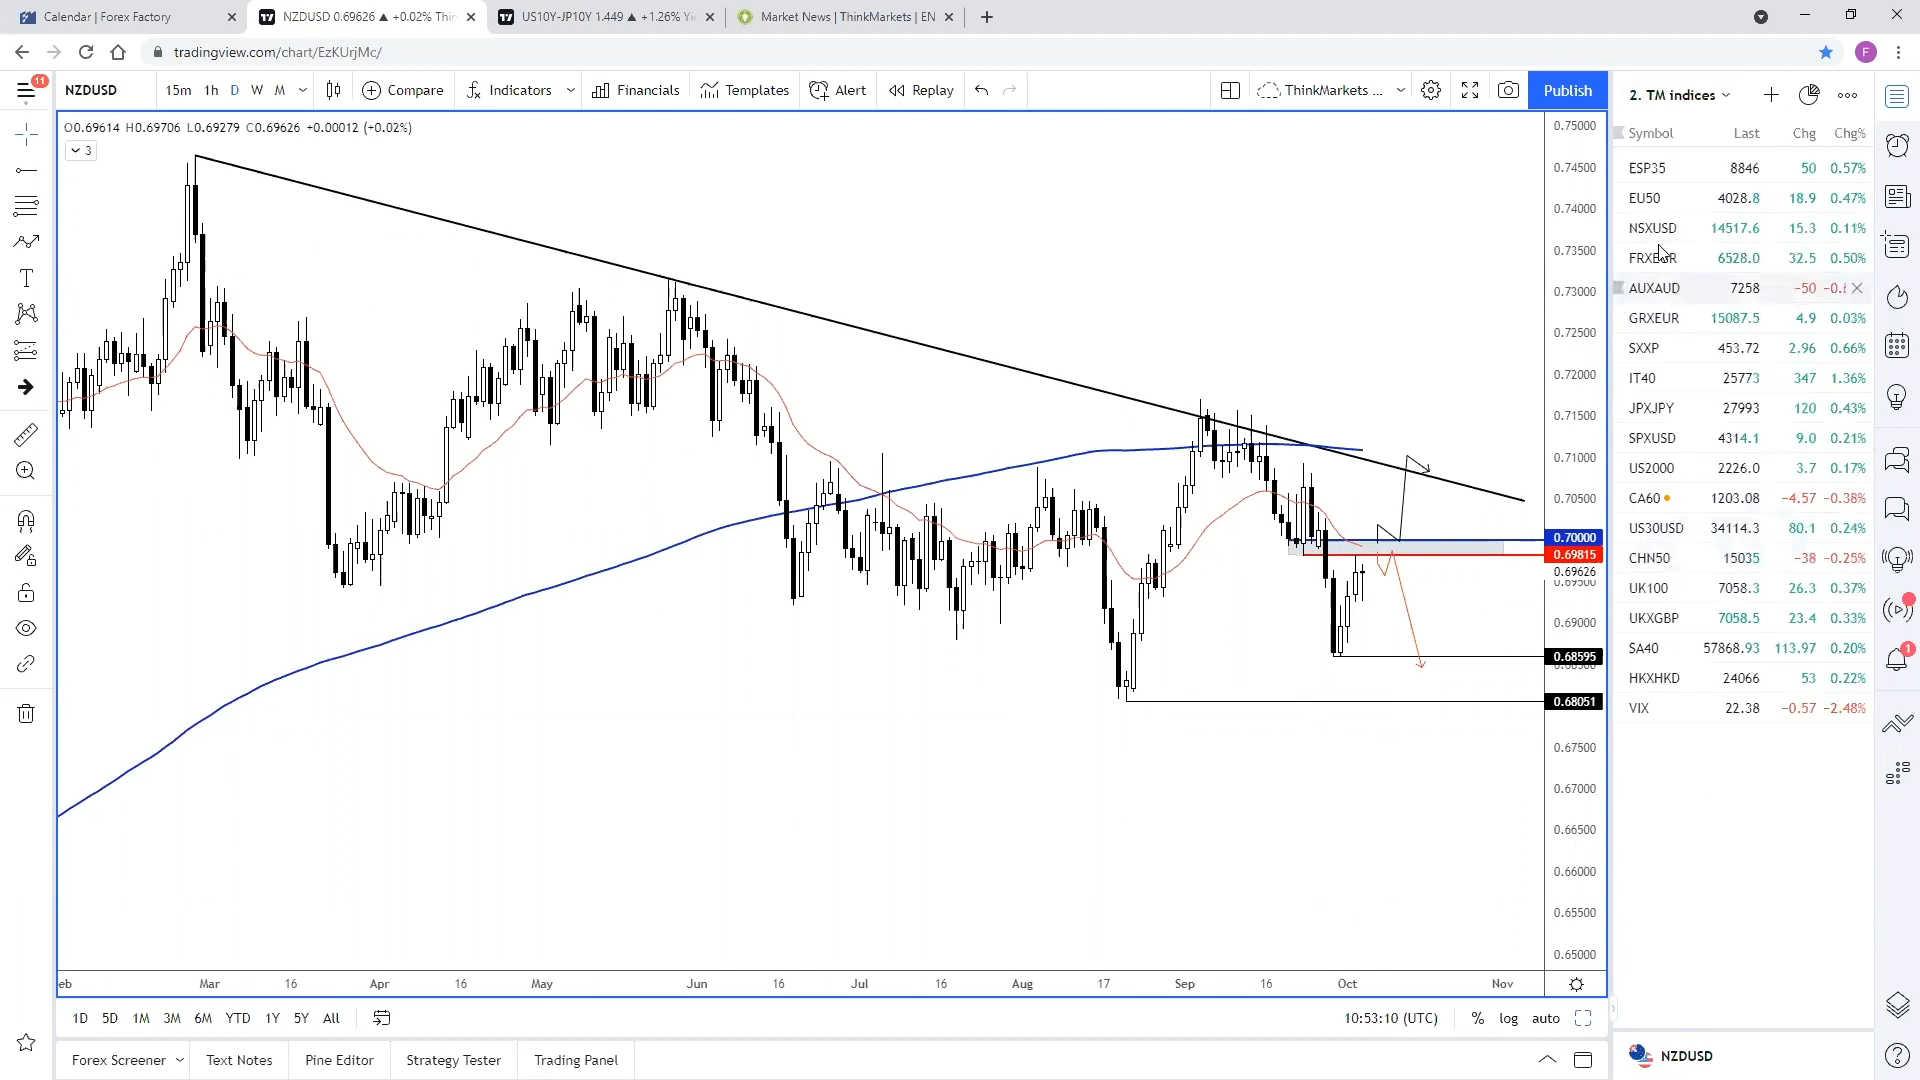 Calendar | Forex Factory
NZDUSD 0.69626 ▲ +0.02% Thin
US10Y-JP10Y 1.449 ▲ +1.26% Yi
Market News | ThinkMarkets | EN
tradingview.com/chart/EzKUrjMc/
F
11
NZDUSD
15m 1h D W M
Compare
Indicators
Financials
Templates
Alert
Replay
ThinkMarkets ...
Publish
O0.69614 H0.69706 L0.69279 C0.69626 +0.00012 (+0.02%)
3
0.75000
0.74500
0.74000
0.73500
0.73000
0.72500
0.72000
0.71500
0.71000
0.70500
0.70000
0.69815
0.69626
0.69500
0.69000
0.68595
0.68500
0.68051
0.67500
0.67000
0.66500
0.66000
0.65500
0.65000
eb Mar 16 Apr 16 May Jun 16 Jul 16 Aug 17 Sep 16 Oct Nov
1D 5D 1M 3M 6M YTD 1Y 5Y All
10:53:10 (UTC) % log auto
Forex Screener Text Notes Pine Editor Strategy Tester Trading Panel
2. TM indices
Symbol Last Chg Chg%
ESP35 8846 50 0.57%
EU50 4028.8 18.9 0.47%
NSXUSD 14517.6 15.3 0.11%
FRXEUR 6528.0 32.5 0.50%
AUXAUD 7258 −50
GRXEUR 15087.5 4.9 0.03%
SXXP 453.72 2.96 0.66%
IT40 25773 347 1.36%
JPXJPY 27993 120 0.43%
SPXUSD 4314.1 9.0 0.21%
US2000 2226.0 3.7 0.17%
CA60 1203.08 −4.57 −0.38%
US30USD 34114.3 80.1 0.24%
CHN50 15035 −38 −0.25%
UK100 7058.3 26.3 0.37%
UKXGBP 7058.5 23.4 0.33%
SA40 57868.93 113.97 0.20%
HKXHKD 24066 53 0.22%
VIX 22.38 −0.57 −2.48%
NZDUSD
1